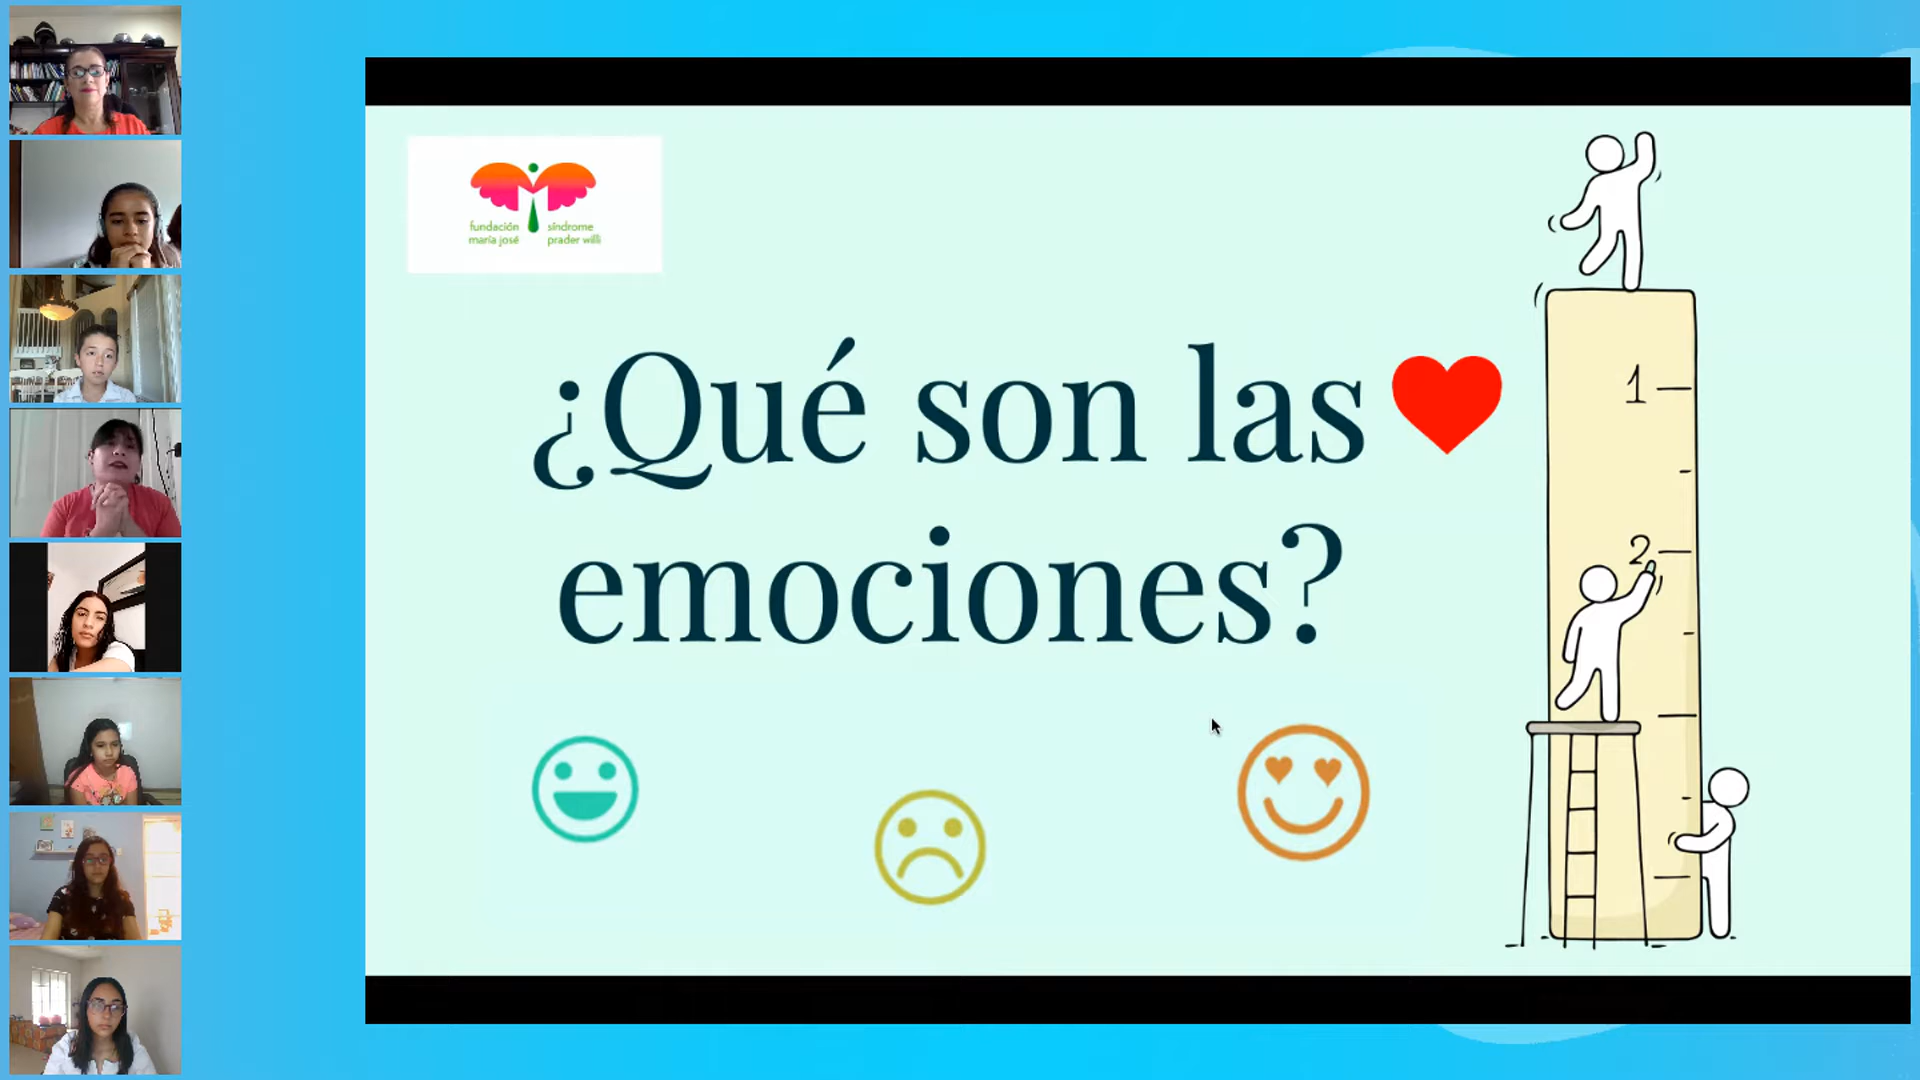 fundación síndrome
maría josé prader willi
¿Qué son las
emociones?
1
2